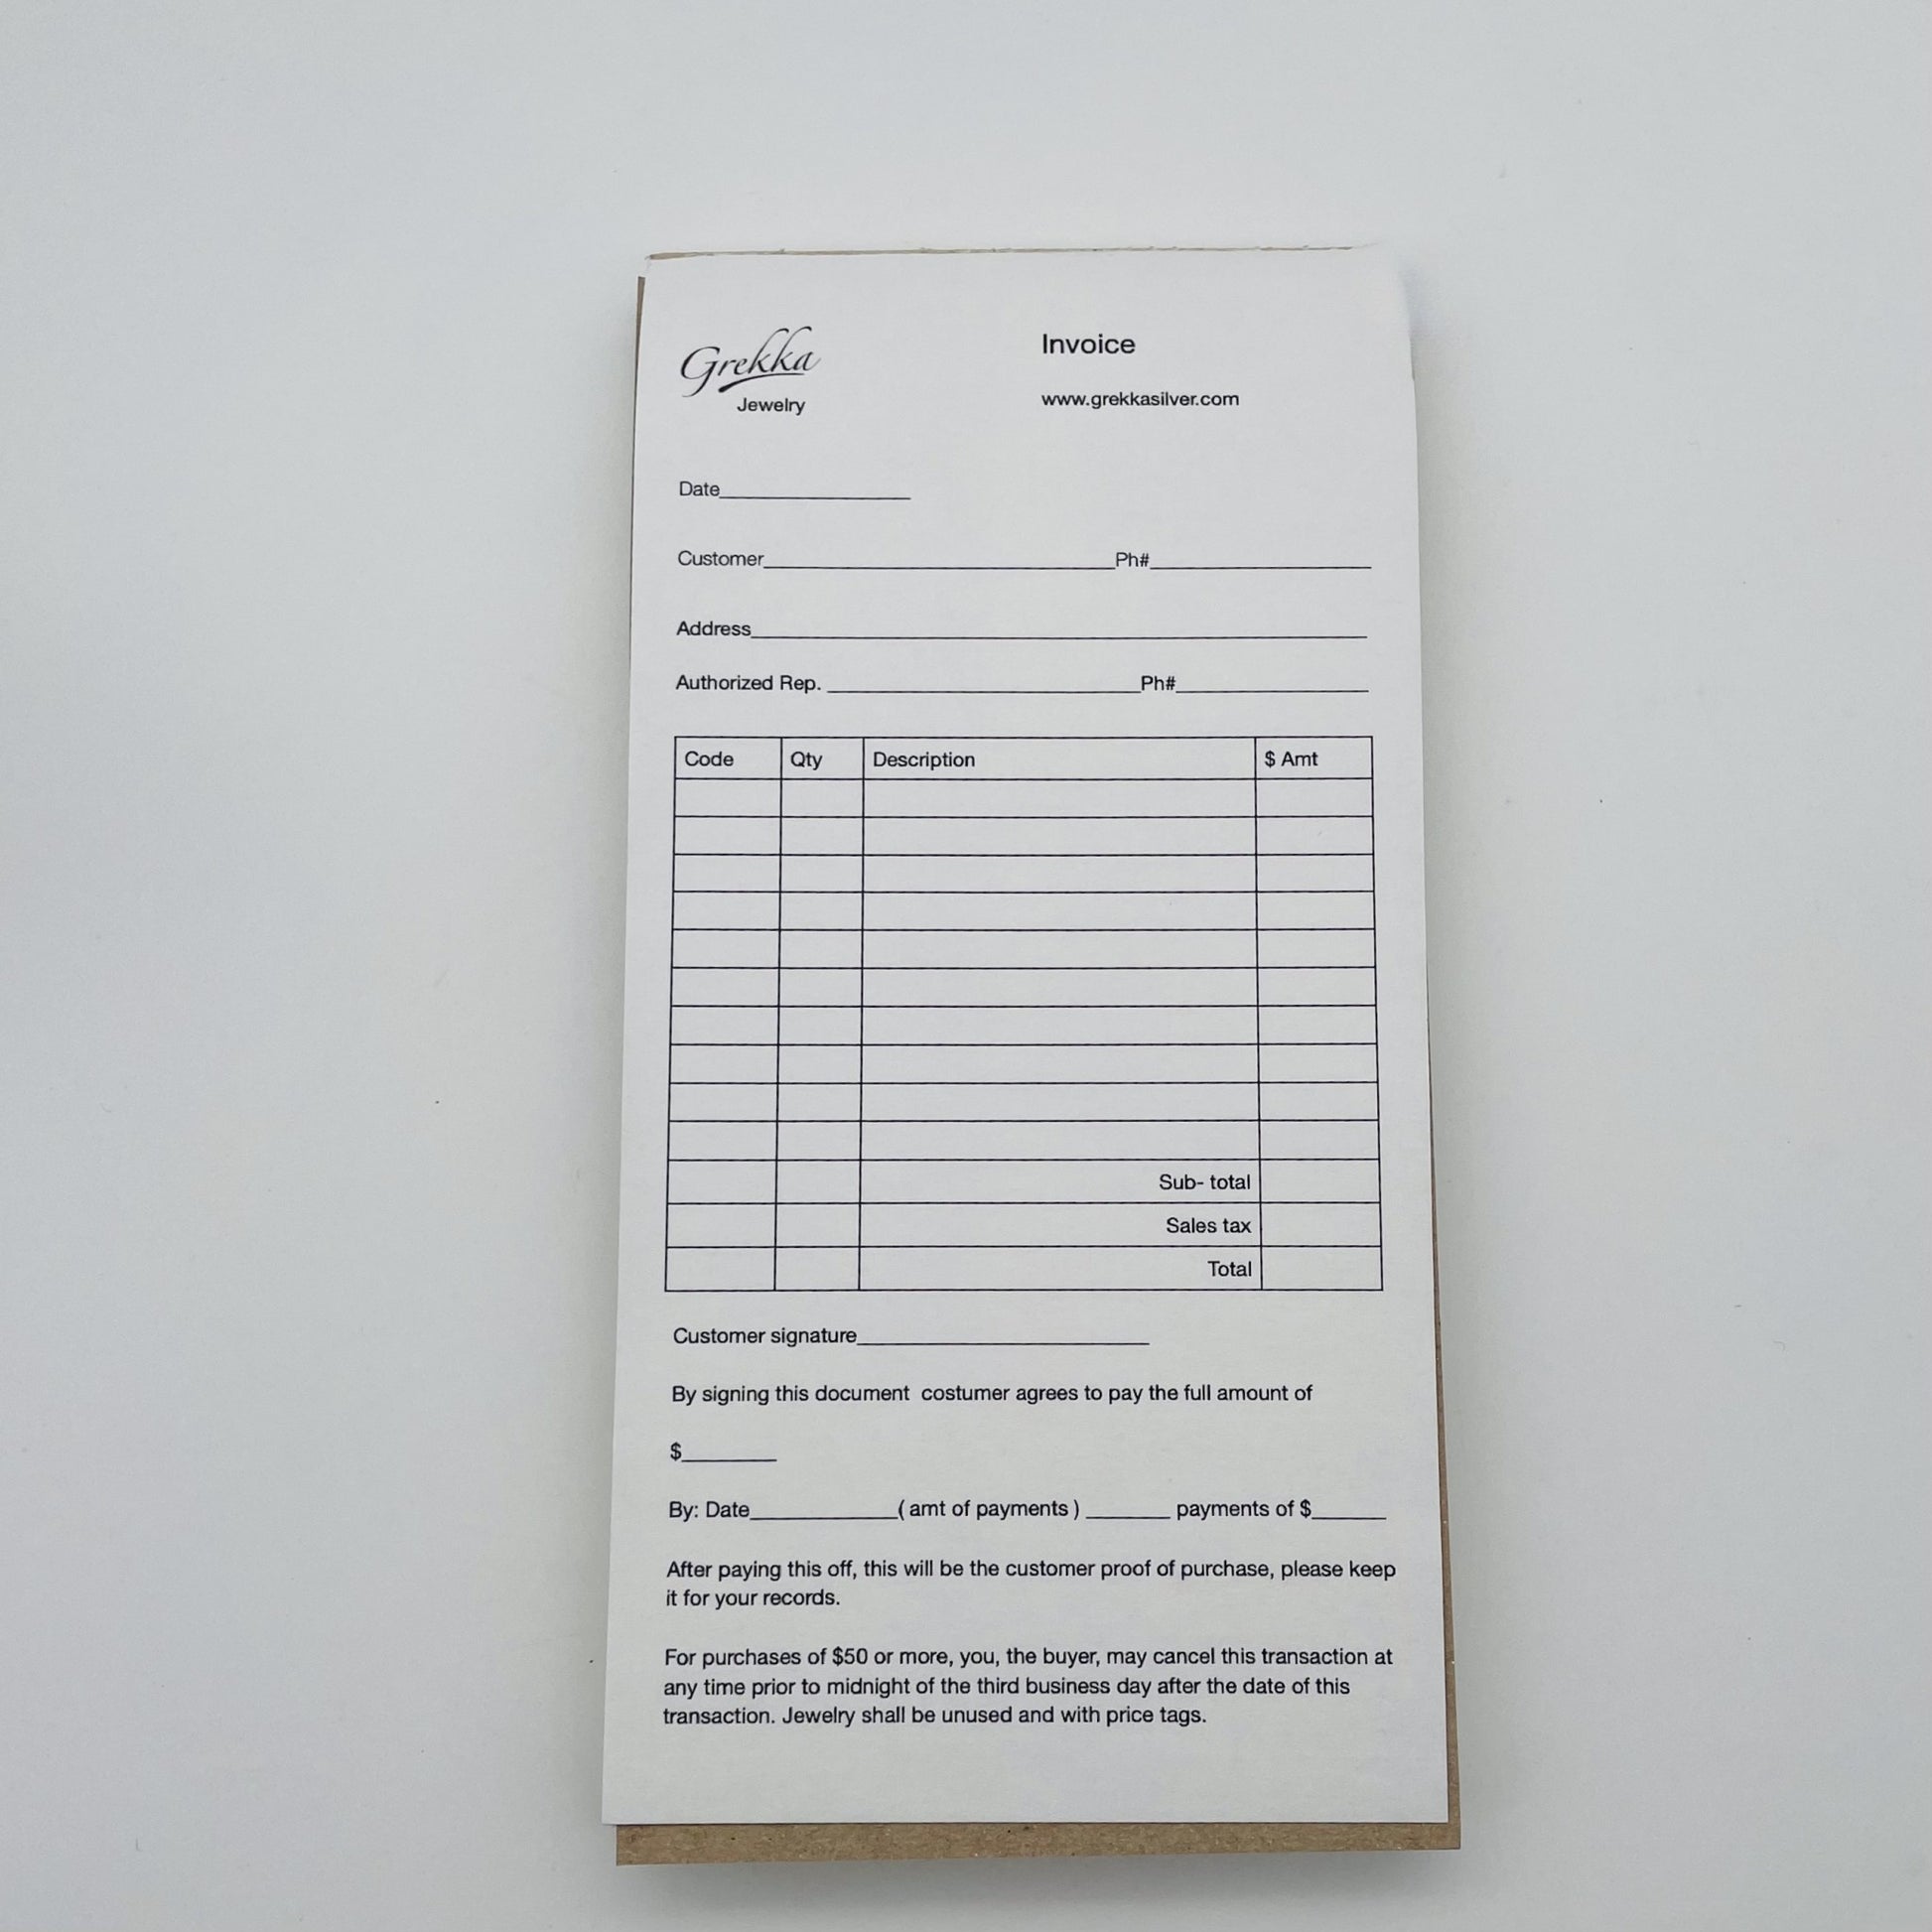 Grekka
Jewelry
Invoice
www.grekkasilver.com
Date
Customer Ph#
Address
Authorized Rep. Ph#
Code Qty Description $ Amt
Sub- total
Sales tax
Total
Customer signature
By signing this document costumer agrees to pay the full amount of
$
By: Date ( amt of payments ) payments of $
After paying this off, this will be the customer proof of purchase, please keep
it for your records.
For purchases of $50 or more, you, the buyer, may cancel this transaction at
any time prior to midnight of the third business day after the date of this
transaction. Jewelry shall be unused and with price tags.